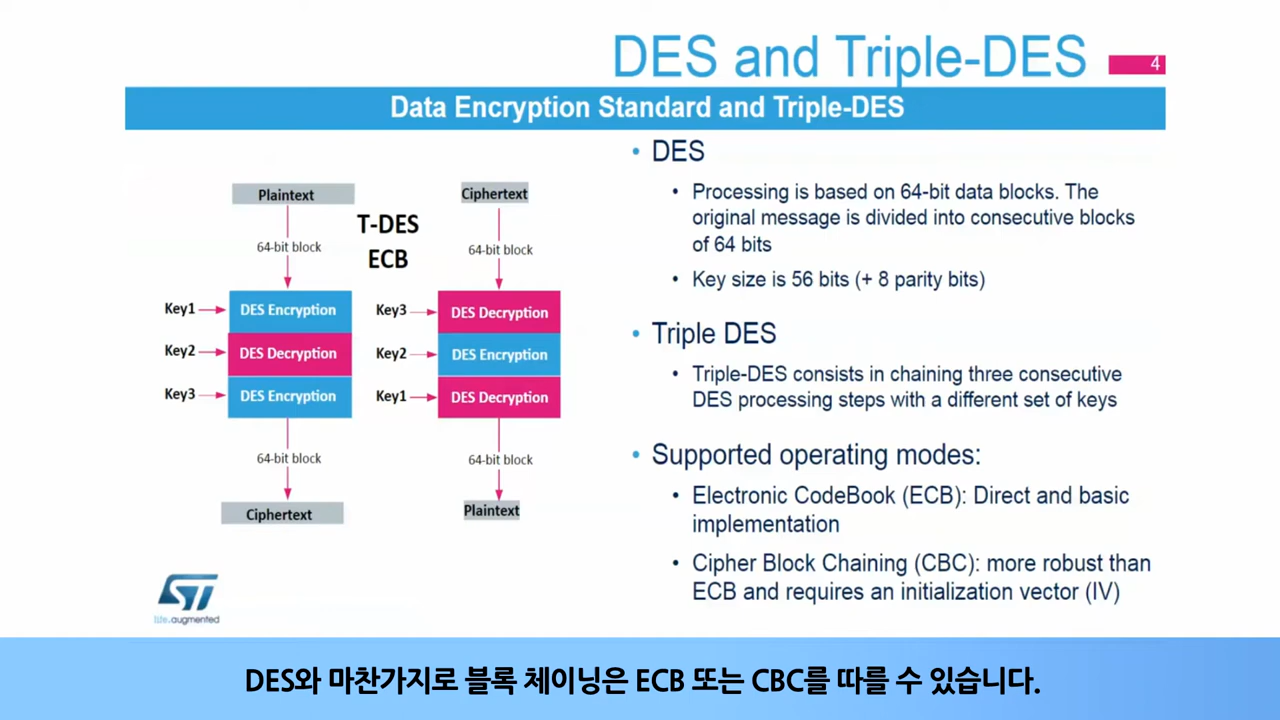 DES and Triple-DES
4
Data Encryption Standard and Triple-DES
Plaintext
64-bit block
Key1
DES Encryption
Key2
DES Decryption
Key3
DES Encryption
64-bit block
Ciphertext
T-DES
ECB
Ciphertext
64-bit block
Key3
DES Decryption
Key2
DES Encryption
Key1
DES Decryption
64-bit block
Plaintext
• DES
• Processing is based on 64-bit data blocks. The
original message is divided into consecutive blocks
of 64 bits
• Key size is 56 bits (+ 8 parity bits)
• Triple DES
• Triple-DES consists in chaining three consecutive
DES processing steps with a different set of keys
• Supported operating modes:
• Electronic CodeBook (ECB): Direct and basic
implementation
• Cipher Block Chaining (CBC): more robust than
ECB and requires an initialization vector (IV)
ST
life.augmented
DES와 마찬가지로 블록 체이닝은 ECB 또는 CBC를 따를 수 있습니다.